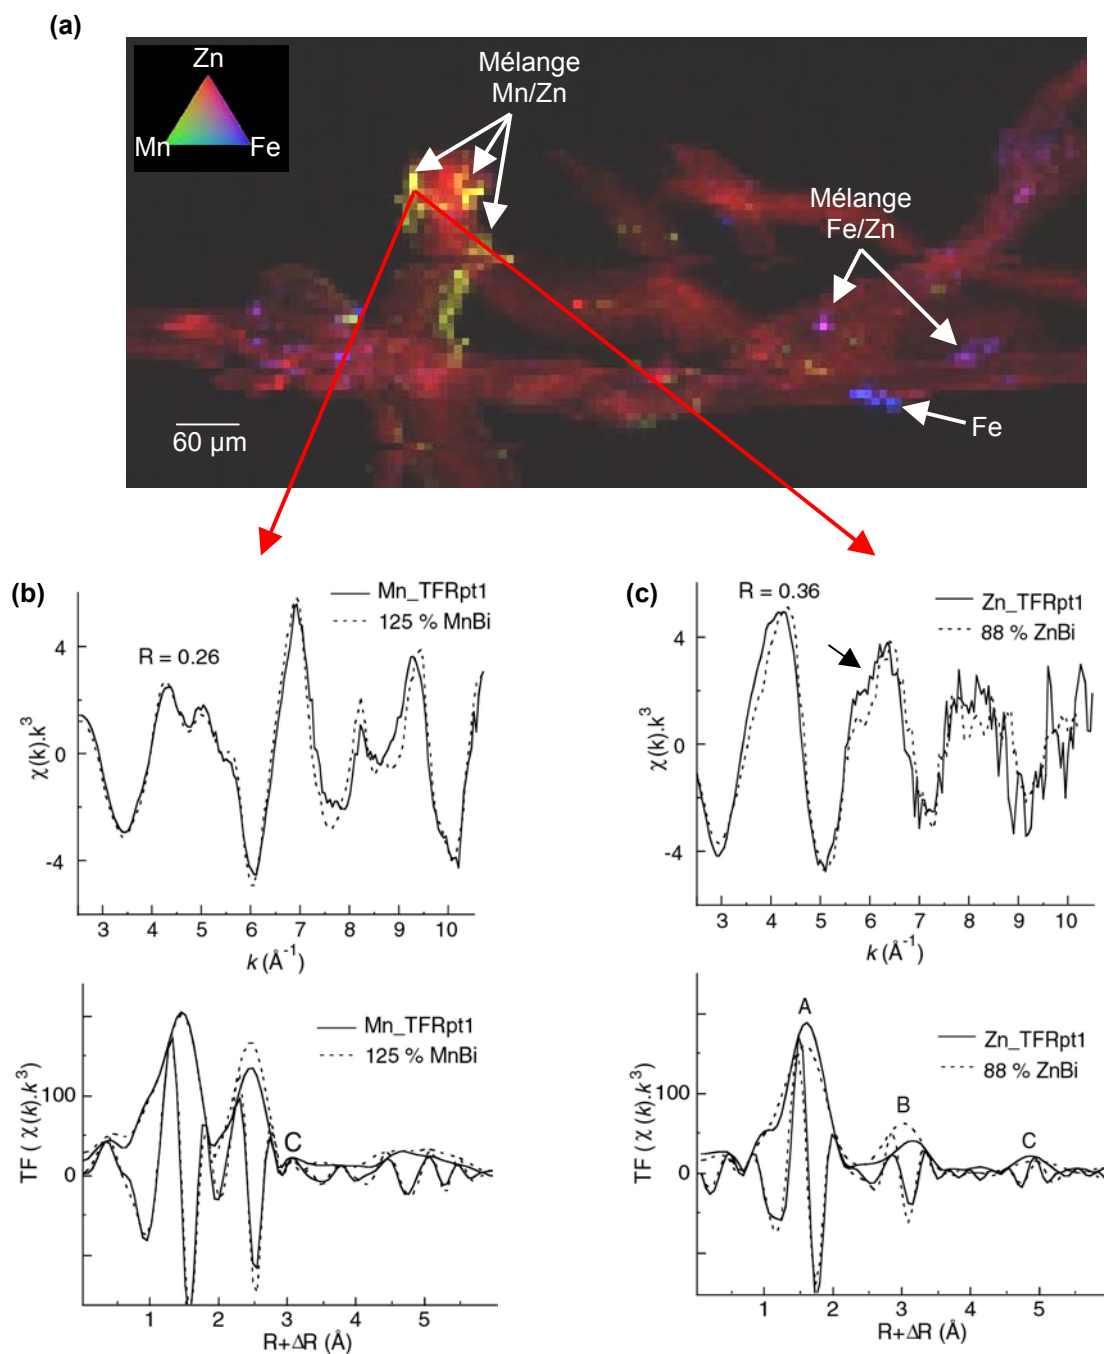 (a)
Zn
Mn
Fe
Mélange
Mn/Zn
Mélange
Fe/Zn
Fe
60 µm
(b)
Mn_TFRpt1
125 % MnBi
R = 0.26
4
0
-4
χ(k).k³
3 4 5 6 7 8 9 10
k (Å⁻¹)
(c)
R = 0.36
Zn_TFRpt1
88 % ZnBi
4
0
-4
χ(k).k³
3 4 5 6 7 8 9 10
k (Å⁻¹)
Mn_TFRpt1
125 % MnBi
100
0
C
TF ( χ(k).k³)
1 2 3 4 5
R+ΔR (Å)
A
Zn_TFRpt1
88 % ZnBi
100
0
B
C
TF ( χ(k).k³)
1 2 3 4 5
R+ΔR (Å)